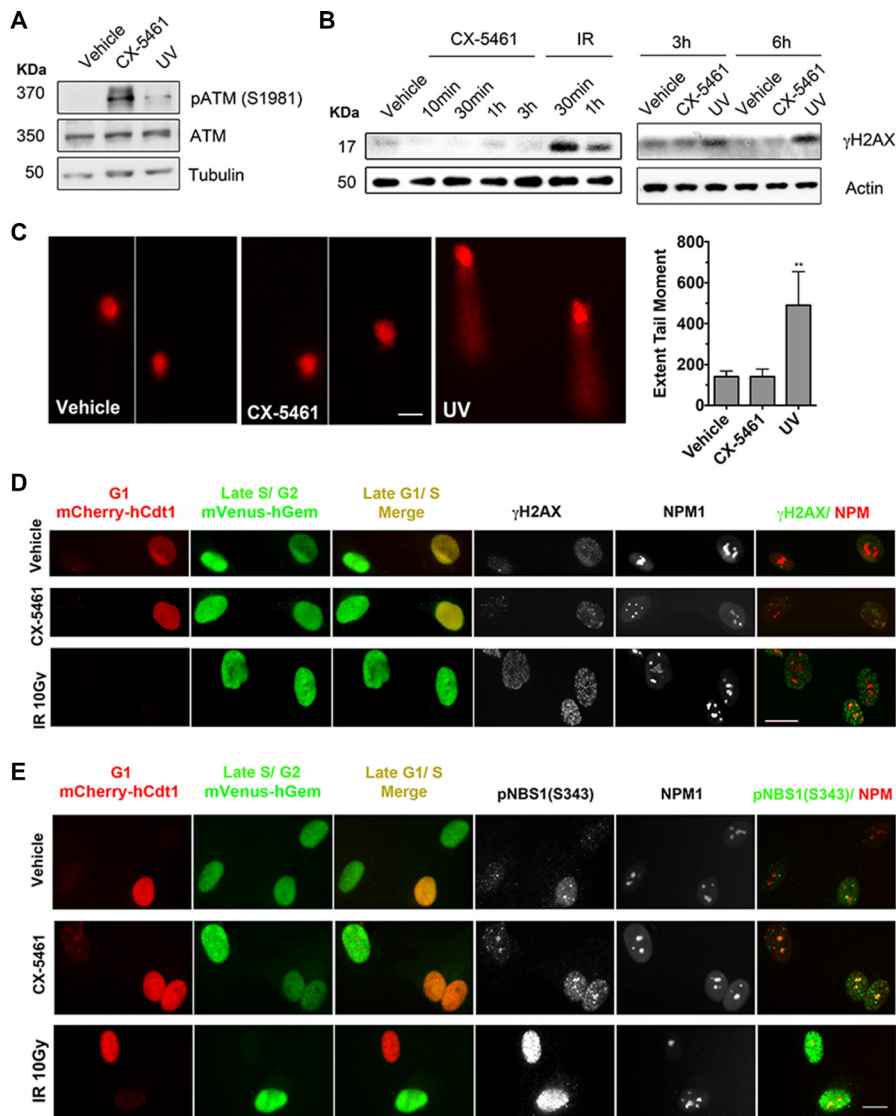 A
Vehicle
CX-5461
UV
KDa
370
pATM (S1981)
350
ATM
50
Tubulin
B
CX-5461
IR
3h
6h
Vehicle
10min
30min
1h
3h
30min
1h
Vehicle
CX-5461
UV
Vehicle
CX-5461
UV
KDa
17
γH2AX
50
Actin
C
Vehicle
CX-5461
UV
Extent Tail Moment
800
600
400
200
0
**
Vehicle
CX-5461
UV
D
G1
mCherry-hCdt1
Late S/ G2
mVenus-hGem
Late G1/ S
Merge
γH2AX
NPM1
γH2AX/ NPM
Vehicle
CX-5461
IR 10Gy
E
G1
mCherry-hCdt1
Late S/ G2
mVenus-hGem
Late G1/ S
Merge
pNBS1(S343)
NPM1
pNBS1(S343)/ NPM
Vehicle
CX-5461
IR 10Gy